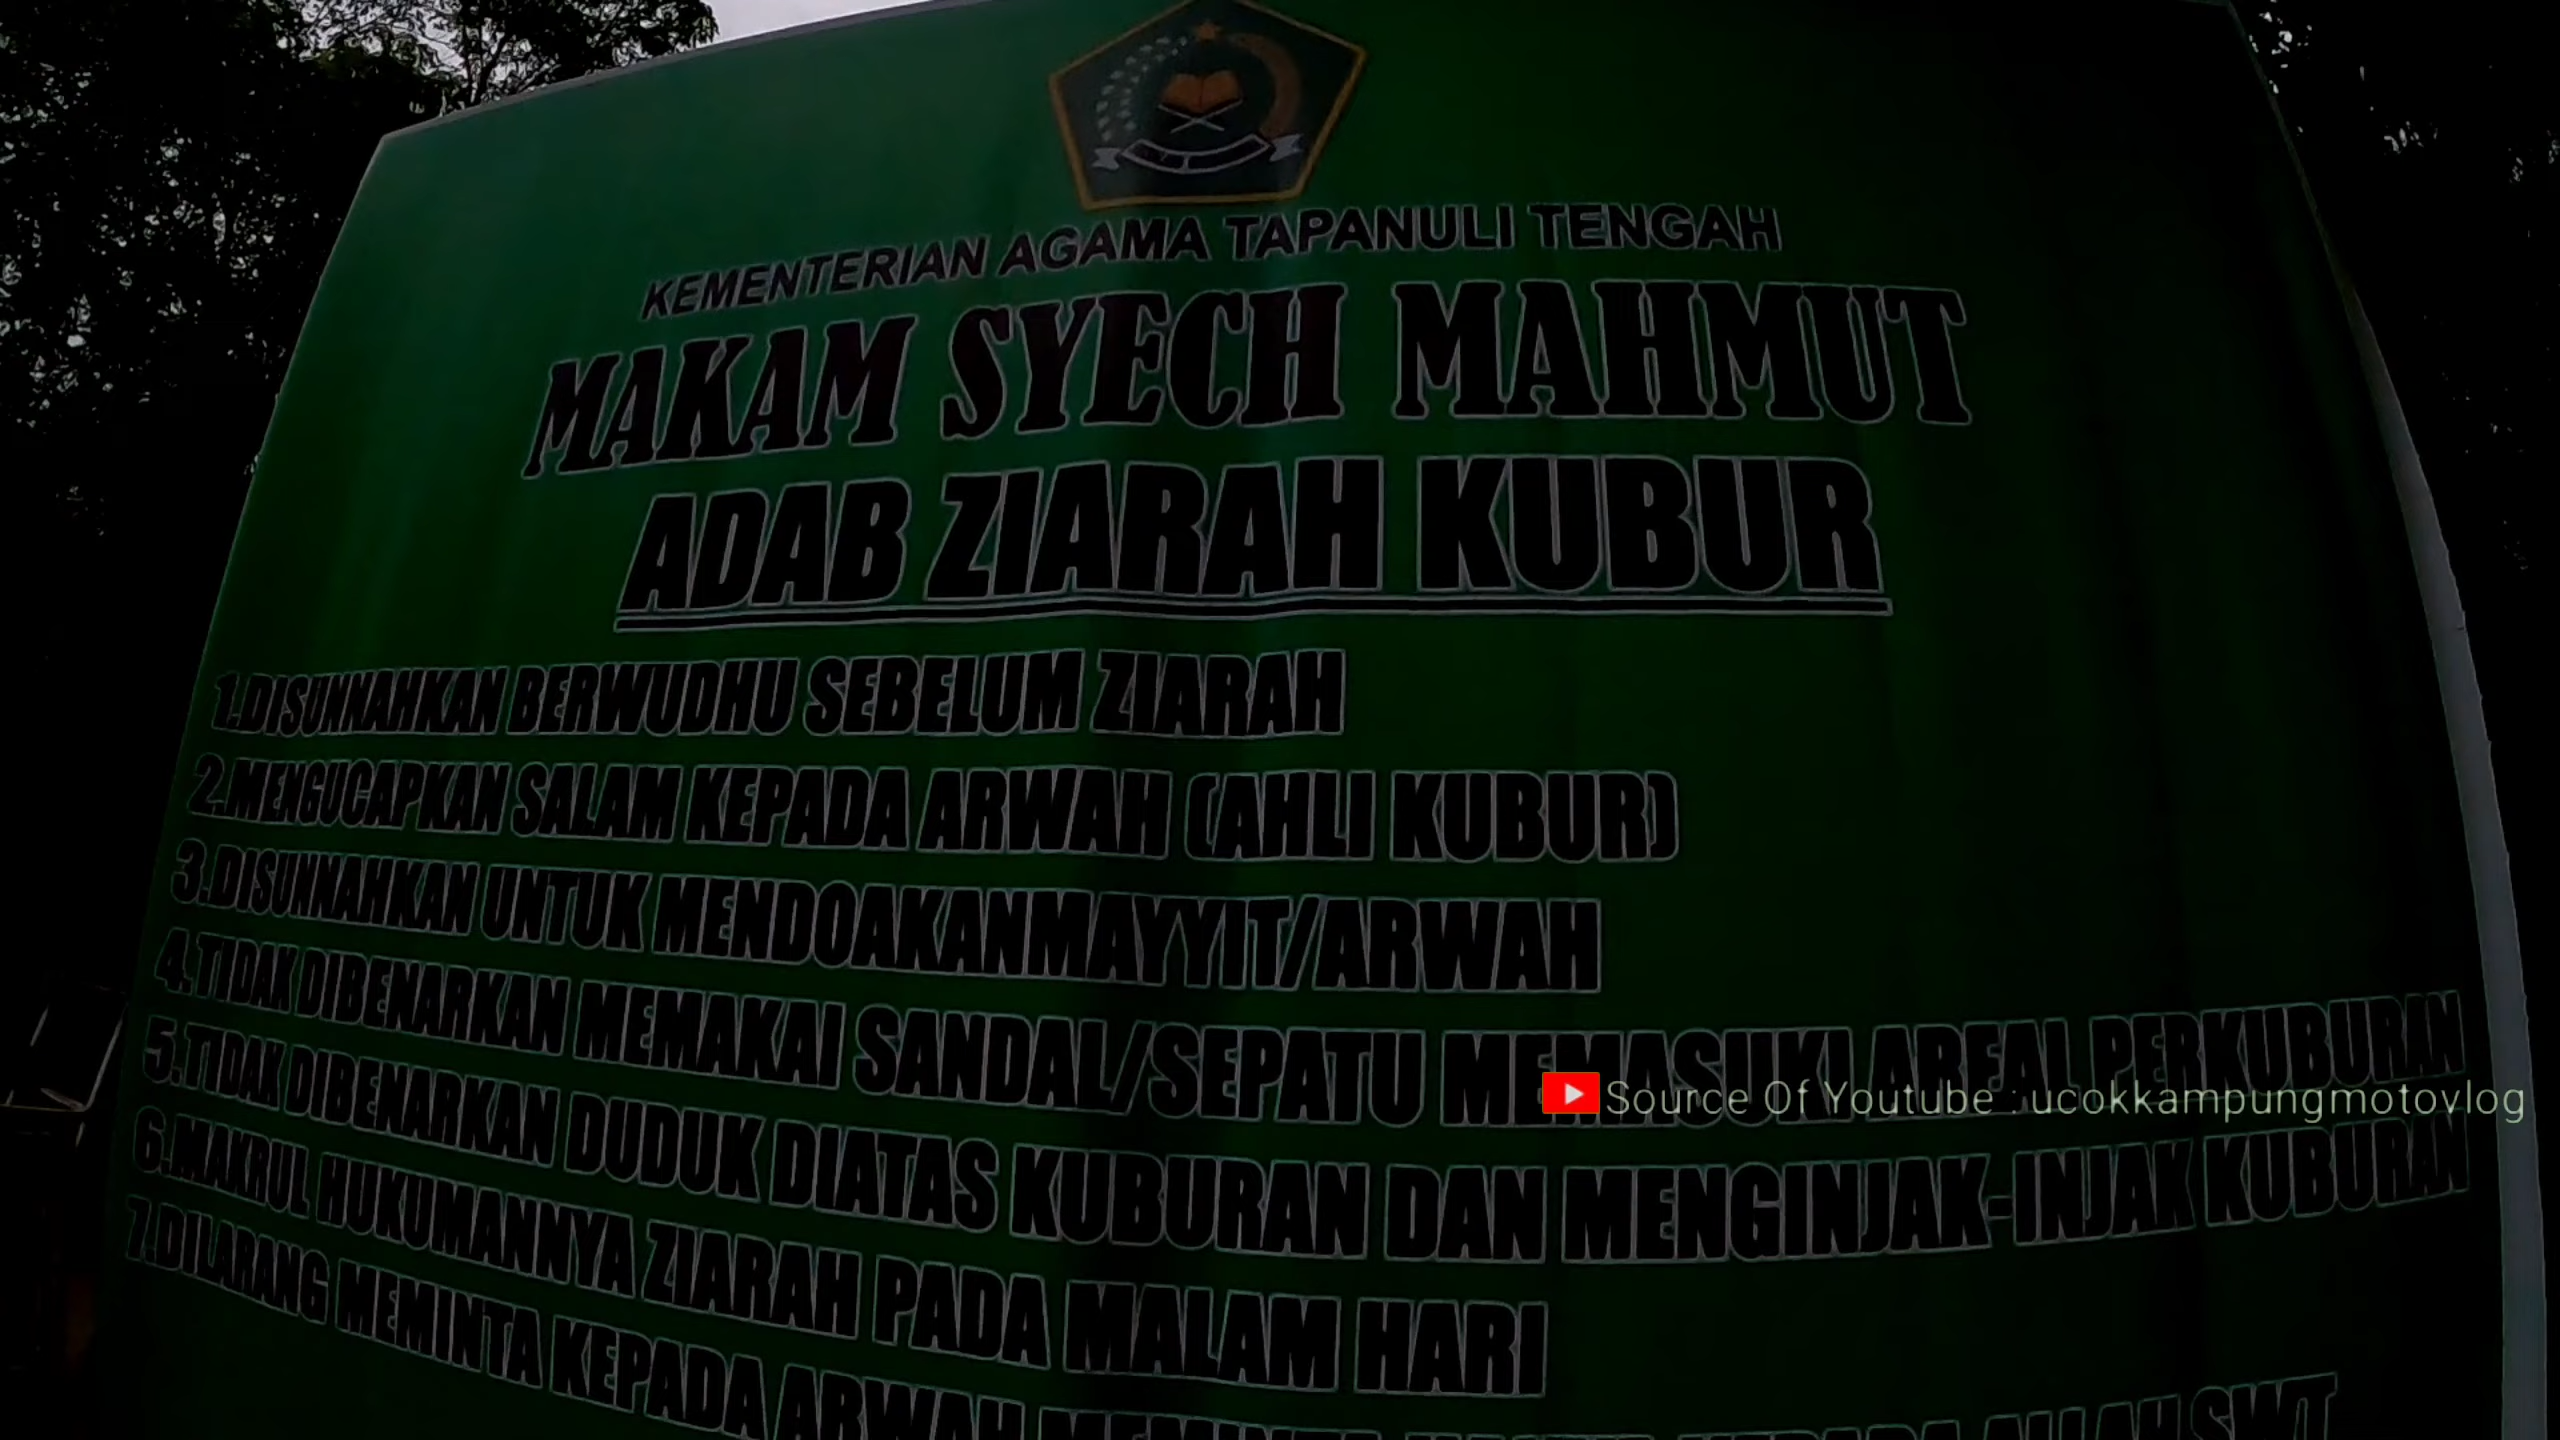 KEMENTERIAN AGAMA TAPANULI TENGAH
MAKAM SYECH MAHMUT
ADAB ZIARAH KUBUR
1.DISUNNAHKAN BERWUDHU SEBELUM ZIARAH
2.MENGUCAPKAN SALAM KEPADA ARWAH (AHLI KUBUR)
3.DISUNNAHKAN UNTUK MENDOAKANMAYYIT/ARWAH
4.TIDAK DIBENARKAN MEMAKAI SANDAL/SEPATU MEMASUKI AREAL PERKUBURAN
Source Of Youtube : ucokkampungmotovlog
5.TIDAK DIBENARKAN DUDUK DIATAS KUBURAN DAN MENGINJAK-INJAK KUBURAN
6.MAKRUL HUKUMANNYA ZIARAH PADA MALAM HARI
7.DILARANG MEMINTA KEPADA ARWAH ALLAH SWT